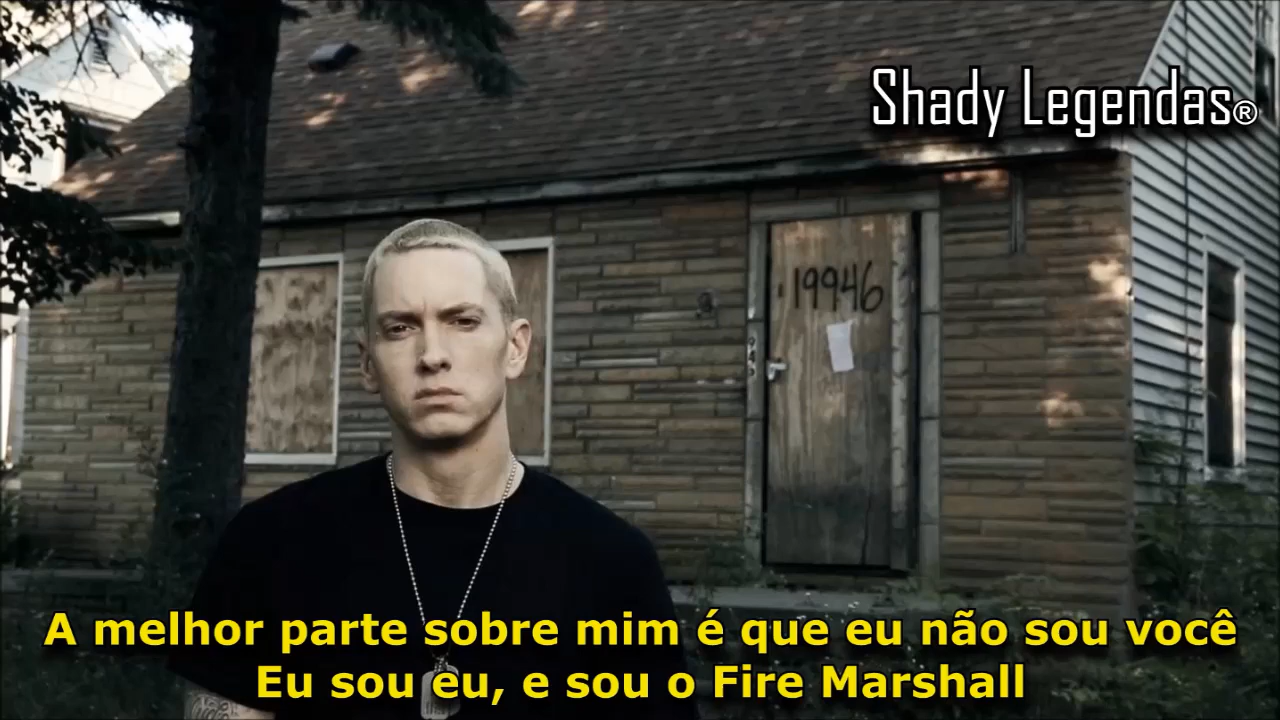 Shady Legendas®
19946
A melhor parte sobre mim é que eu não sou você
Eu sou eu, e sou o Fire Marshall